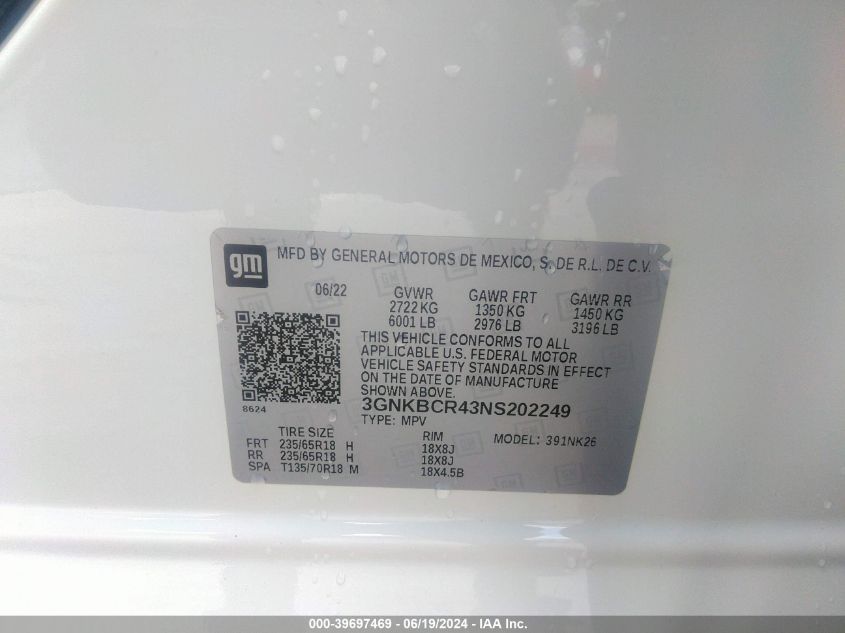 gm
MFD BY GENERAL MOTORS DE MEXICO, S. DE R.L. DE C.V.
06/22 GVWR GAWR FRT GAWR RR
2722 KG 1350 KG 1450 KG
6001 LB 2976 LB 3196 LB
THIS VEHICLE CONFORMS TO ALL
APPLICABLE U.S. FEDERAL MOTOR
VEHICLE SAFETY STANDARDS IN EFFECT
ON THE DATE OF MANUFACTURE
SHOWN ABOVE.
8624
3GNKBCR43NS202249
TYPE: MPV
TIRE SIZE RIM MODEL: 391NK26
FRT 235/65R18 H 18X8J
RR 235/65R18 H 18X8J
SPA T135/70R18 M 18X4.5B
000-39697469 | 06/19/2024 - IAA Inc.